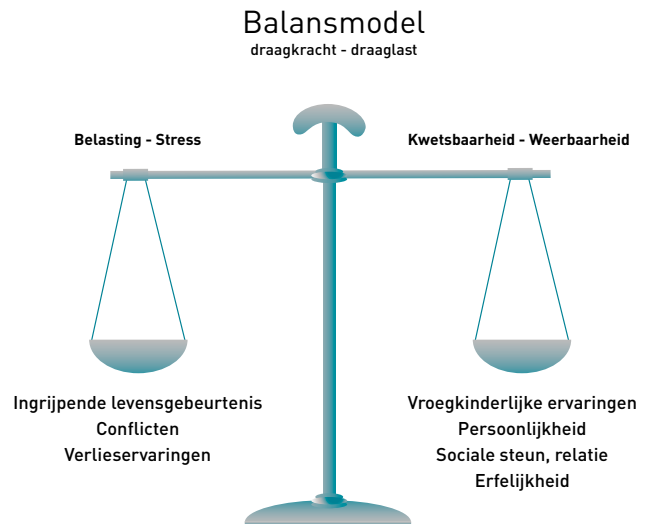 Balansmodel
draagkracht - draaglast
Belasting - Stress
Kwetsbaarheid - Weerbaarheid
Ingrijpende levensgebeurtenis
Conflicten
Verlieservaringen
Vroegkinderlijke ervaringen
Persoonlijkheid
Sociale steun, relatie
Erfelijkheid